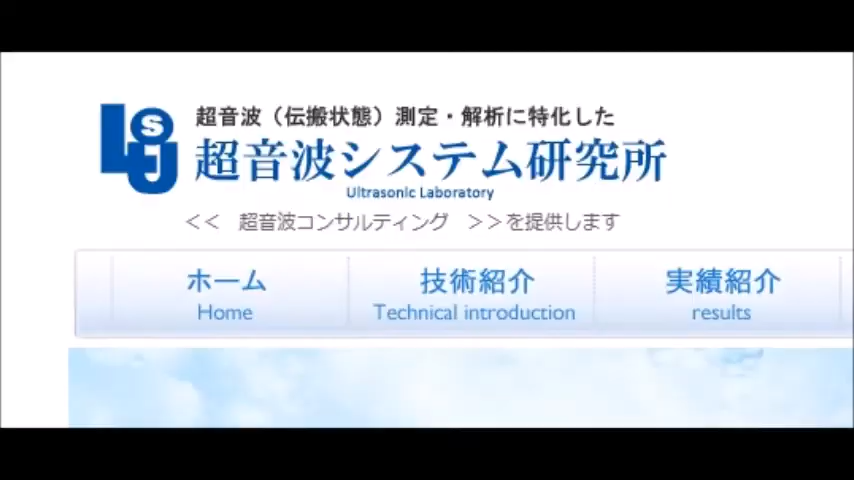 LSJ
超音波（伝搬状態）測定・解析に特化した
超音波システム研究所
Ultrasonic Laboratory
<<　超音波コンサルティング　>>を提供します
ホーム
Home
技術紹介
Technical introduction
実績紹介
results